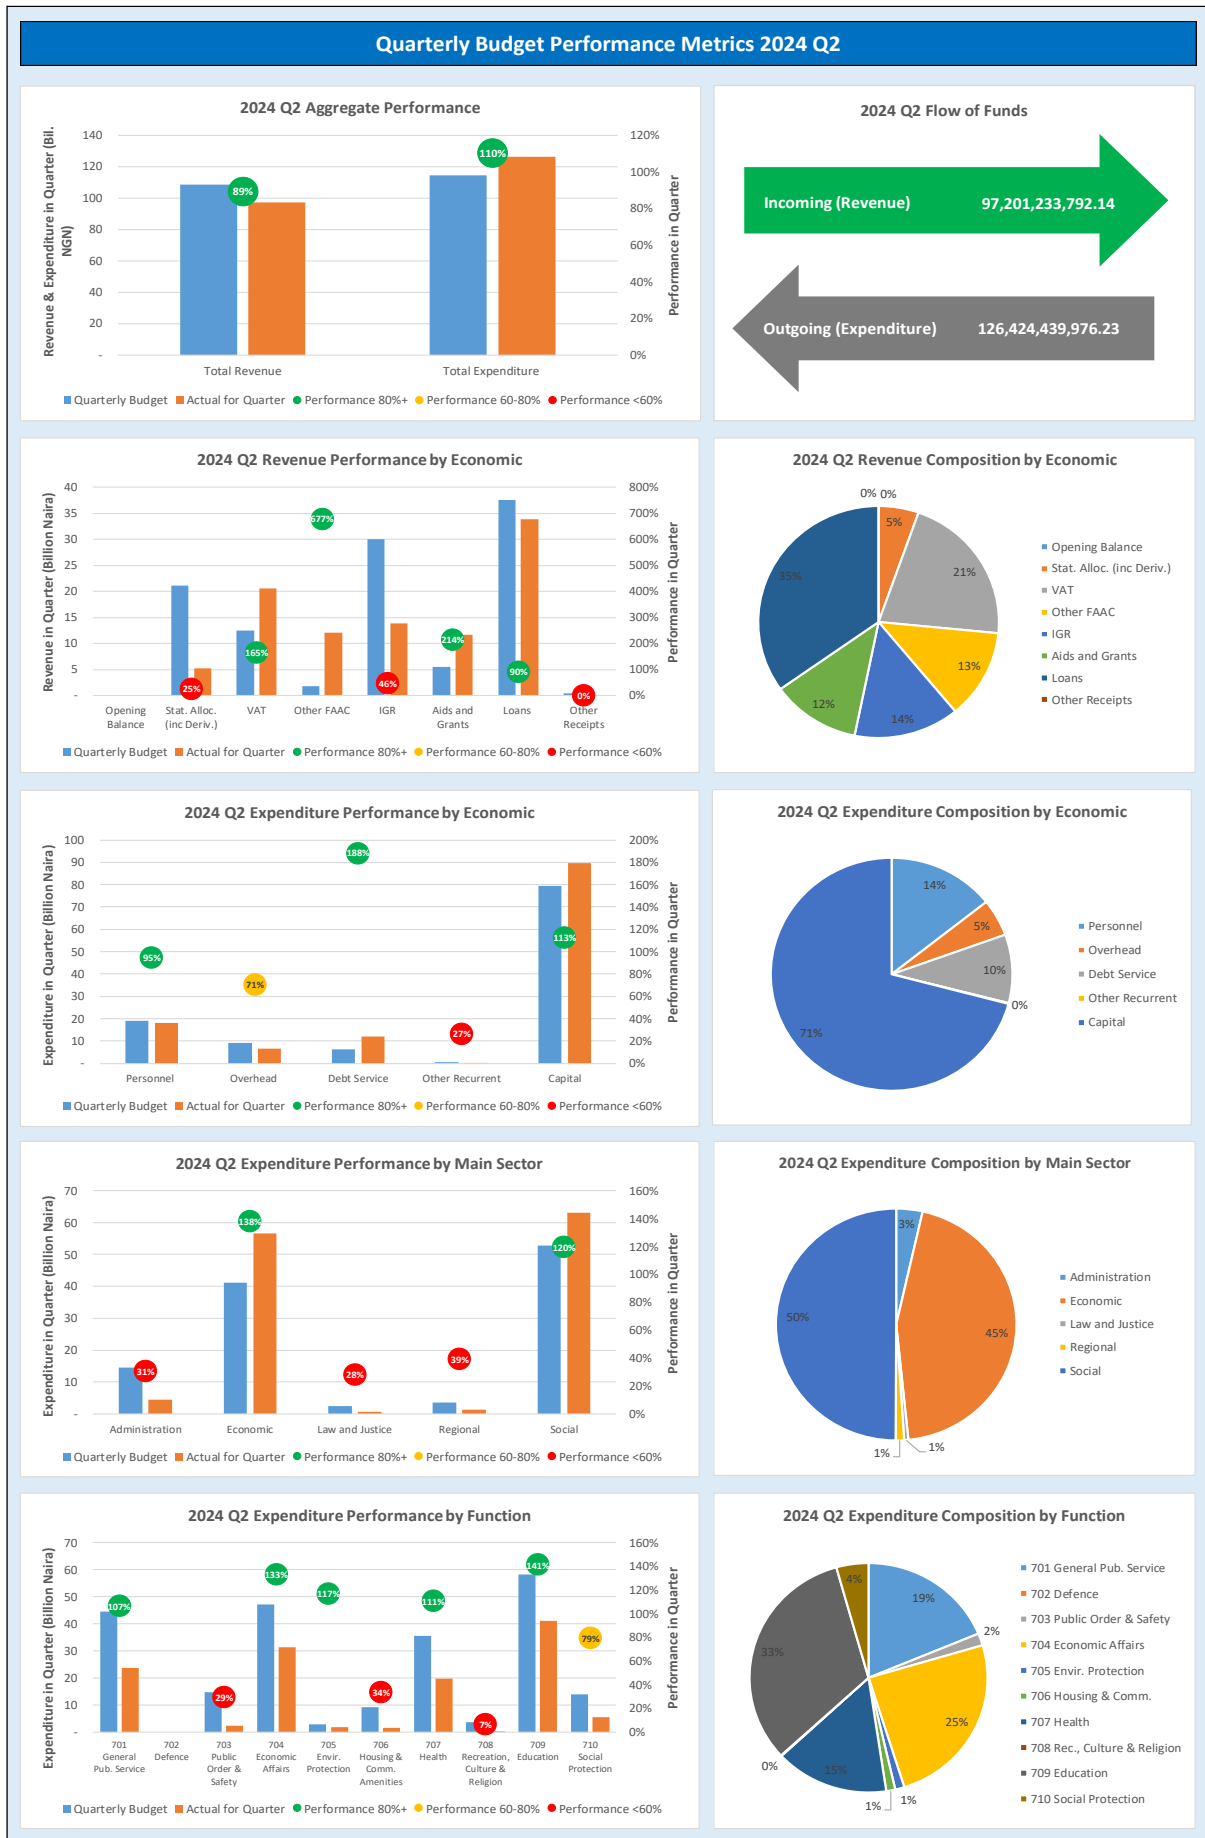 Quarterly Budget Performance Metrics 2024 Q2
2024 Q2 Aggregate Performance
Revenue & Expenditure in Quarter (Bil.
NGN)
140
120
100
80
60
40
20
-
120%
100%
80%
60%
40%
20%
0%
Performance in Quarter
89%
110%
Total Revenue
Total Expenditure
Quarterly Budget
Actual for Quarter
Performance 80%+
Performance 60-80%
Performance <60%
2024 Q2 Flow of Funds
Incoming (Revenue) 97,201,233,792.14
Outgoing (Expenditure) 126,424,439,976.23
2024 Q2 Revenue Performance by Economic
Revenue in Quarter (Billion Naira)
40
35
30
25
20
15
10
5
-
800%
700%
600%
500%
400%
300%
200%
100%
0%
Performance in Quarter
25%
165%
677%
46%
214%
90%
0%
Opening
Balance
Stat. Alloc.
(inc Deriv.)
VAT
Other FAAC
IGR
Aids and
Grants
Loans
Other
Receipts
Quarterly Budget
Actual for Quarter
Performance 80%+
Performance 60-80%
Performance <60%
2024 Q2 Revenue Composition by Economic
0%
0%
5%
21%
13%
14%
12%
35%
Opening Balance
Stat. Alloc. (inc Deriv.)
VAT
Other FAAC
IGR
Aids and Grants
Loans
Other Receipts
2024 Q2 Expenditure Performance by Economic
Expenditure in Quarter (Billion Naira)
100
90
80
70
60
50
40
30
20
10
-
200%
180%
160%
140%
120%
100%
80%
60%
40%
20%
0%
Performance in Quarter
95%
71%
188%
27%
113%
Personnel
Overhead
Debt Service
Other Recurrent
Capital
Quarterly Budget
Actual for Quarter
Performance 80%+
Performance 60-80%
Performance <60%
2024 Q2 Expenditure Composition by Economic
14%
5%
10%
0%
71%
Personnel
Overhead
Debt Service
Other Recurrent
Capital
2024 Q2 Expenditure Performance by Main Sector
Expenditure in Quarter (Billion Naira)
70
60
50
40
30
20
10
-
160%
140%
120%
100%
80%
60%
40%
20%
0%
Performance in Quarter
31%
138%
28%
39%
120%
Administration
Economic
Law and Justice
Regional
Social
Quarterly Budget
Actual for Quarter
Performance 80%+
Performance 60-80%
Performance <60%
2024 Q2 Expenditure Composition by Main Sector
3%
45%
1%
1%
50%
Administration
Economic
Law and Justice
Regional
Social
2024 Q2 Expenditure Performance by Function
Expenditure in Quarter (Billion Naira)
70
60
50
40
30
20
10
-
160%
140%
120%
100%
80%
60%
40%
20%
0%
Performance in Quarter
107%
29%
133%
117%
34%
111%
7%
141%
79%
701
General
Pub. Service
702
Defence
703
Public
Order &
Safety
704
Economic
Affairs
705
Envir.
Protection
706
Housing &
Comm.
Amenities
707
Health
708
Recreation,
Culture &
Religion
709
Education
710
Social
Protection
Quarterly Budget
Actual for Quarter
Performance 80%+
Performance 60-80%
Performance <60%
2024 Q2 Expenditure Composition by Function
19%
2%
25%
1%
1%
15%
0%
33%
4%
701 General Pub. Service
702 Defence
703 Public Order & Safety
704 Economic Affairs
705 Envir. Protection
706 Housing & Comm.
707 Health
708 Rec., Culture & Religion
709 Education
710 Social Protection